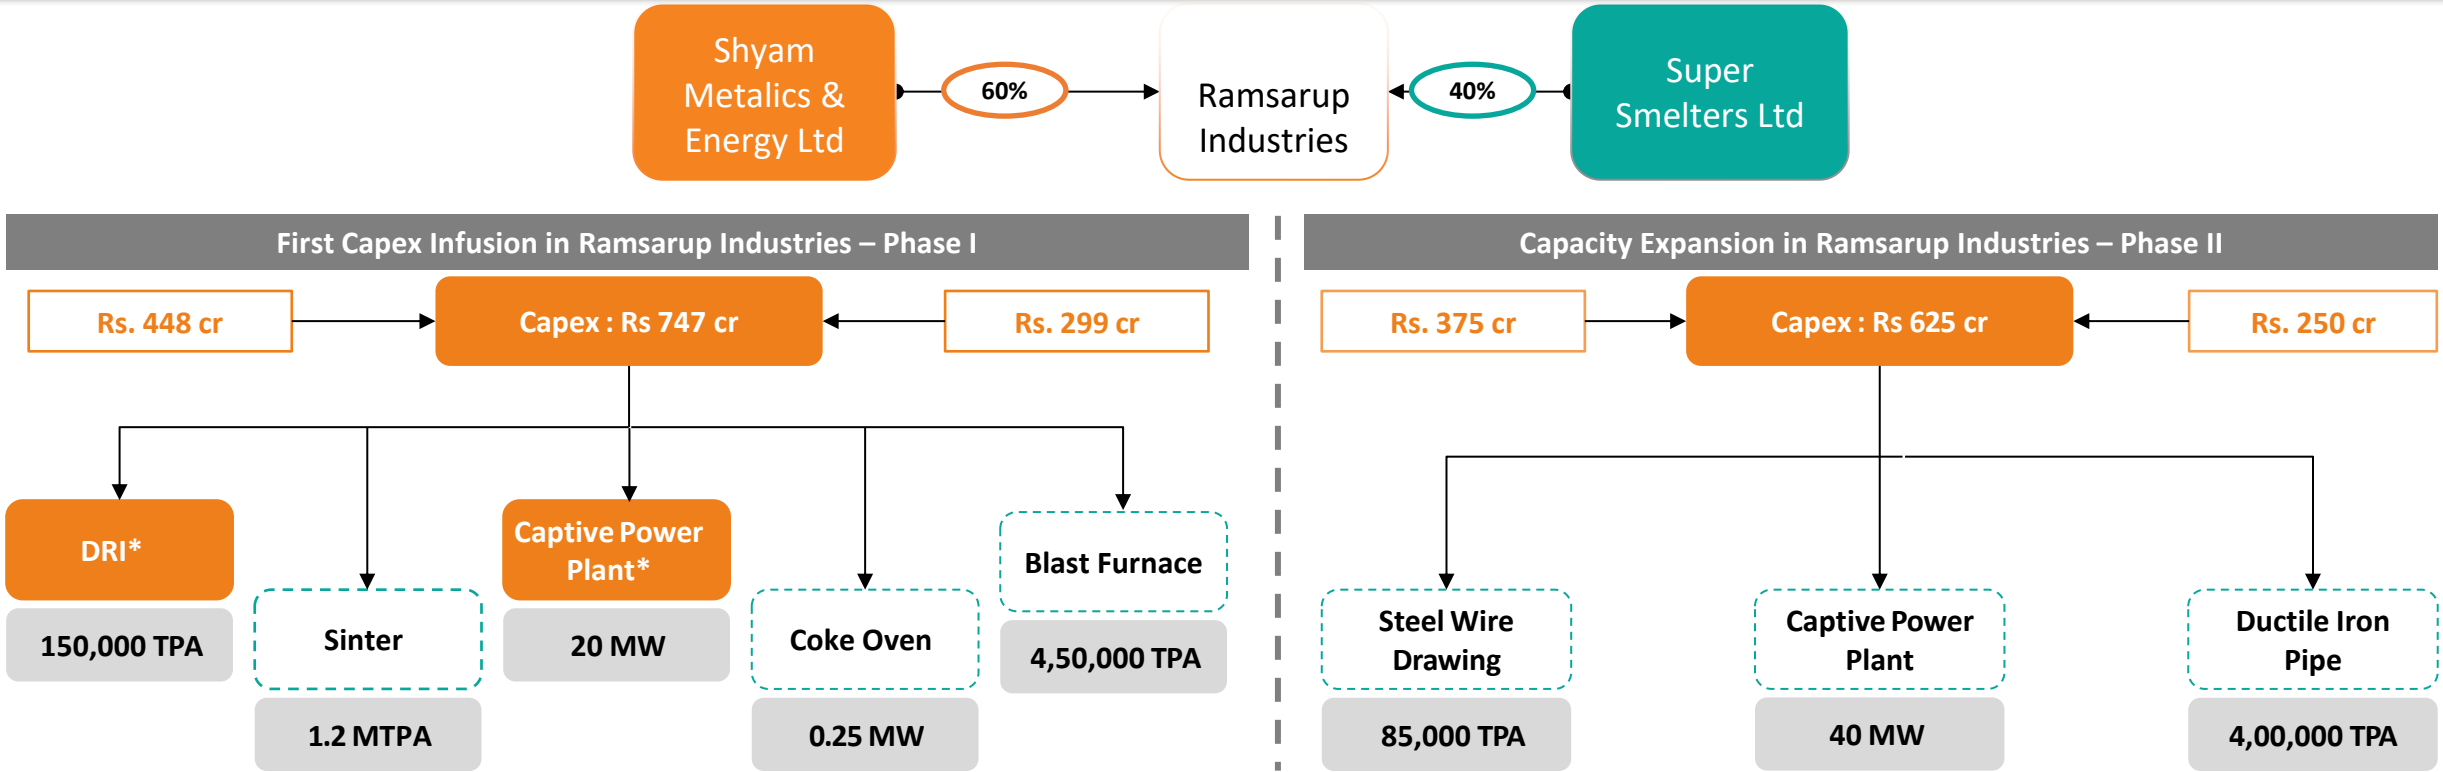 Shyam
Metalics &
Energy Ltd
60%
Ramsarup
Industries
40%
Super
Smelters Ltd
First Capex Infusion in Ramsarup Industries – Phase I
Rs. 448 cr
Capex : Rs 747 cr
Rs. 299 cr
DRI*
150,000 TPA
Sinter
1.2 MTPA
Captive Power
Plant*
20 MW
Coke Oven
0.25 MW
Blast Furnace
4,50,000 TPA
Capacity Expansion in Ramsarup Industries – Phase II
Rs. 375 cr
Capex : Rs 625 cr
Rs. 250 cr
Steel Wire
Drawing
85,000 TPA
Captive Power
Plant
40 MW
Ductile Iron
Pipe
4,00,000 TPA